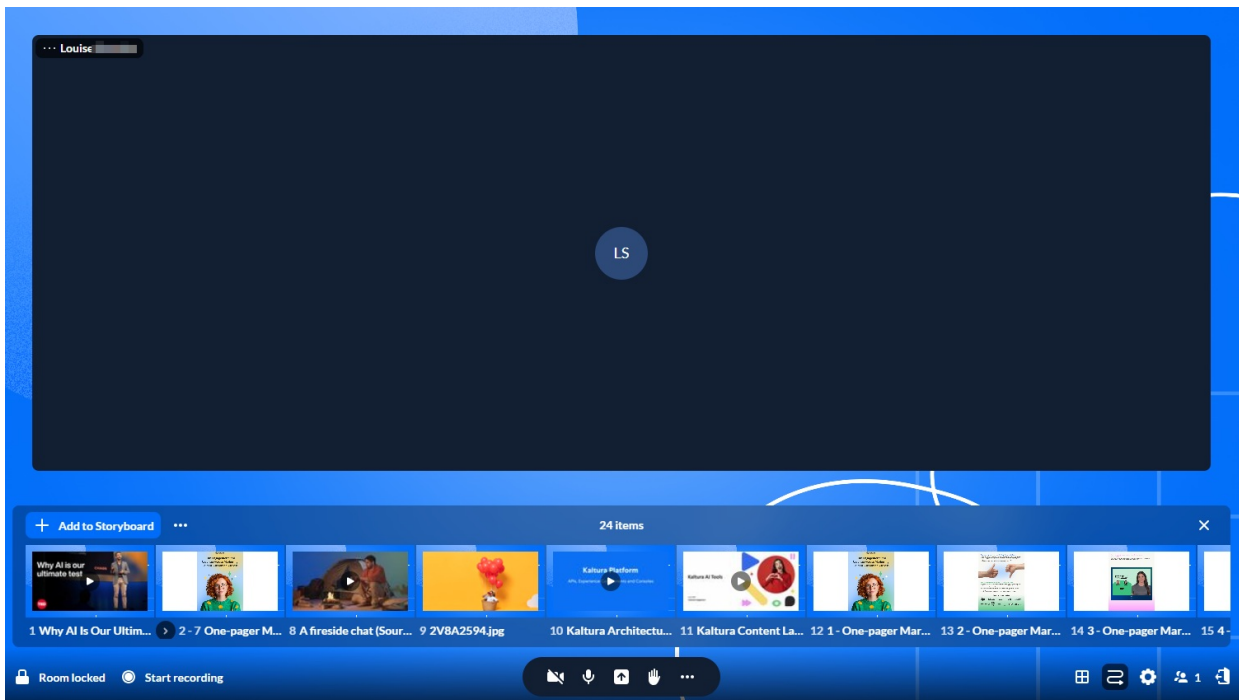 ··· Louise
LS
+ Add to Storyboard ···
24 items
Why AI is our
ultimate test
Kaltura Platform
Kaltura AI Tools
1 Why AI Is Our Ultim...
2 - 7 One-pager M...
8 A fireside chat (Sour...
9 2V8A2594.jpg
10 Kaltura Architectu...
11 Kaltura Content La...
12 1 - One-pager Mar...
13 2 - One-pager Mar...
14 3 - One-pager Mar...
15 4 -
Room locked
Start recording
1